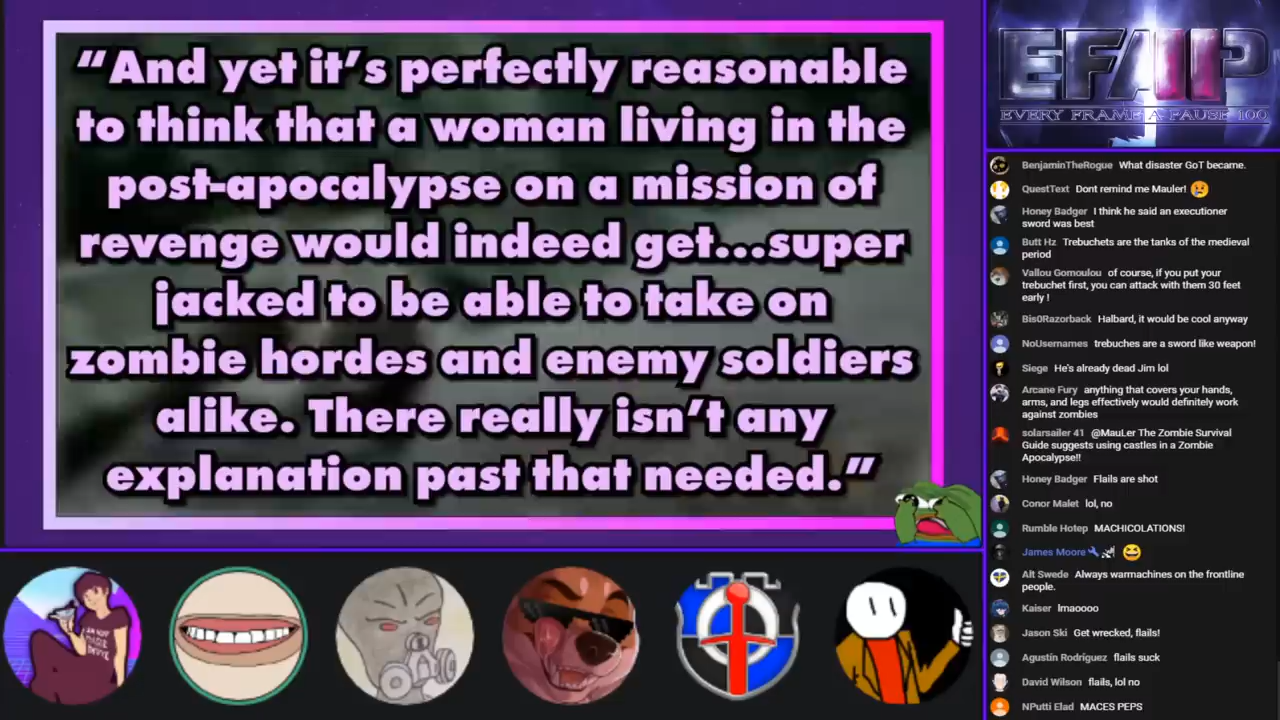 “And yet it’s perfectly reasonable
to think that a woman living in the
post-apocalypse on a mission of
revenge would indeed get...super
jacked to be able to take on
zombie hordes and enemy soldiers
alike. There really isn’t any
explanation past that needed.”
EFAP
EVERY FRAME A PAUSE 100
BenjaminTheRogue What disaster GoT became.
QuestText Dont remind me Mauler!
Honey Badger I think he said an executioner
sword was best
Butt Hz Trebuchets are the tanks of the medieval
period
Vallou Gomoulou of course, if you put your
trebuchet first, you can attack with them 30 feet
early !
Bis0Razorback Halbard, it would be cool anyway
NoUsernames trebuches are a sword like weapon!
Siege He's already dead Jim lol
Arcane Fury anything that covers your hands,
arms, and legs effectively would definitely work
against zombies
solarsailer 41 @MauLer The Zombie Survival
Guide suggests using castles in a Zombie
Apocalypse!!
Honey Badger Flails are shot
Conor Malet lol, no
Rumble Hotep MACHICOLATIONS!
James Moore
Alt Swede Always warmachines on the frontline
people.
Kaiser lmaoooo
Jason Ski Get wrecked, flails!
Agustín Rodríguez flails suck
David Wilson flails, lol no
NPutti Elad MACES PEPS